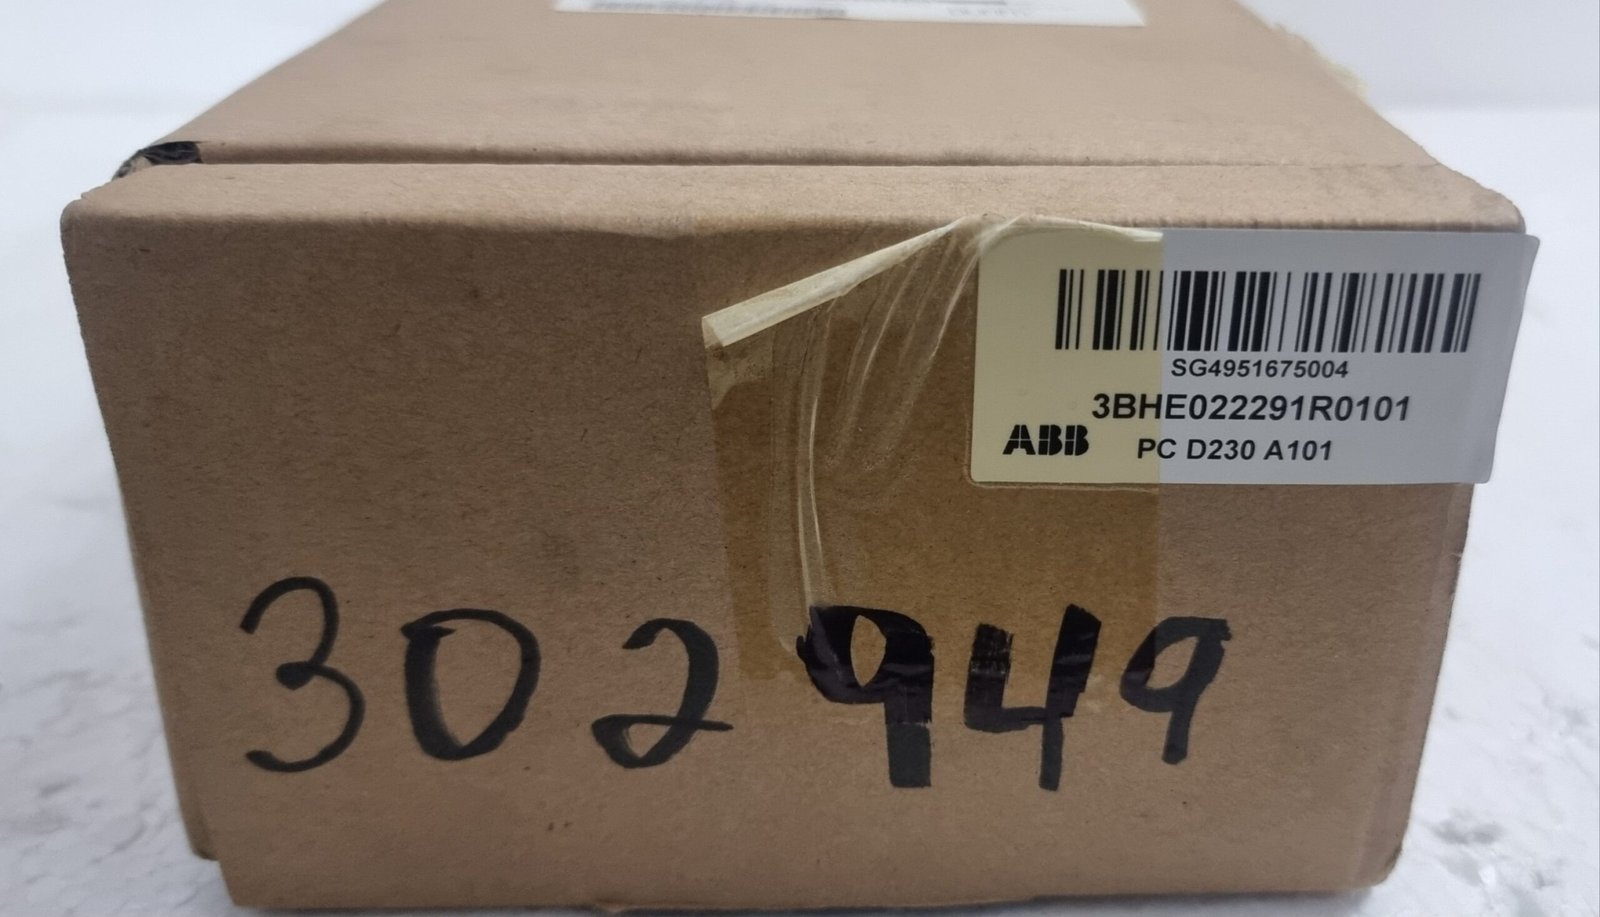 SG4951675004
3BHE022291R0101
ABB PC D230 A101
302949